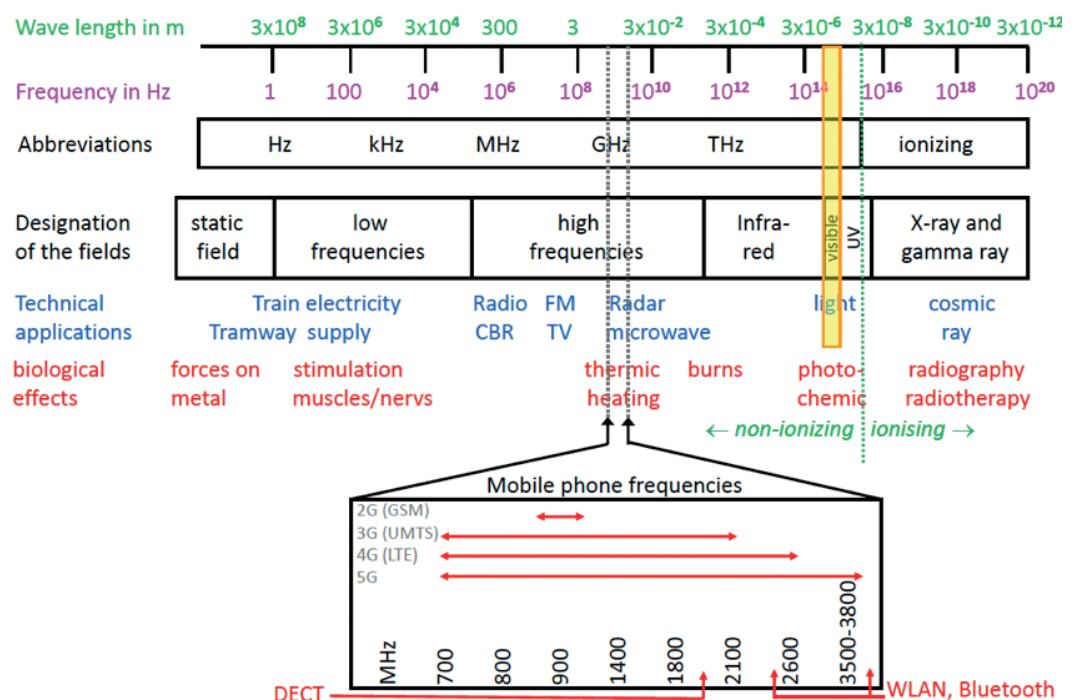 Wave length in m 3x10⁸ 3x10⁶ 3x10⁴ 300 3 3x10⁻² 3x10⁻⁴ 3x10⁻⁶ 3x10⁻⁸ 3x10⁻¹⁰ 3x10⁻¹²
Frequency in Hz 1 100 10⁴ 10⁶ 10⁸ 10¹⁰ 10¹² 10¹⁴ 10¹⁶ 10¹⁸ 10²⁰
Abbreviations Hz kHz MHz GHz THz ionizing
Designation static low high Infra- visible UV X-ray and
of the fields field frequencies frequencies red gamma ray
Technical Train electricity Radio FM Radar light cosmic
applications Tramway supply CBR TV microwave ray
biological forces on stimulation thermic burns photo- radiography
effects metal muscles/nervs heating chemic radiotherapy
← non-ionizing ionising →
Mobile phone frequencies
2G (GSM)
3G (UMTS)
4G (LTE)
5G
MHz 700 800 900 1400 1800 2100 2600 3500-3800
DECT WLAN, Bluetooth